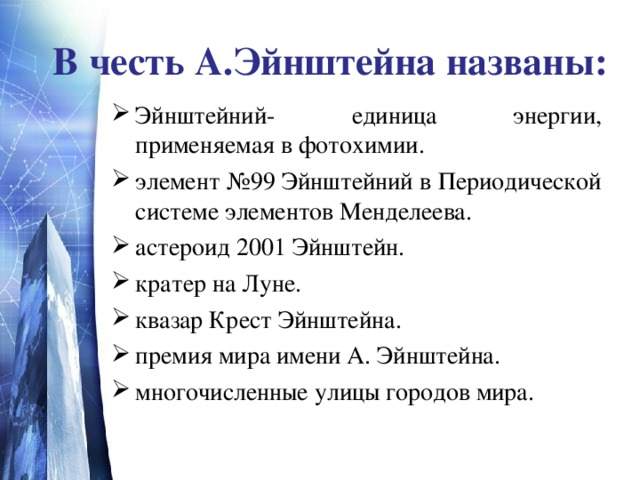 В честь А.Эйнштейна названы:
Эйнштейний- единица энергии,
применяемая в фотохимии.
элемент №99 Эйнштейний в Периодической
системе элементов Менделеева.
астероид 2001 Эйнштейн.
кратер на Луне.
квазар Крест Эйнштейна.
премия мира имени А. Эйнштейна.
многочисленные улицы городов мира.